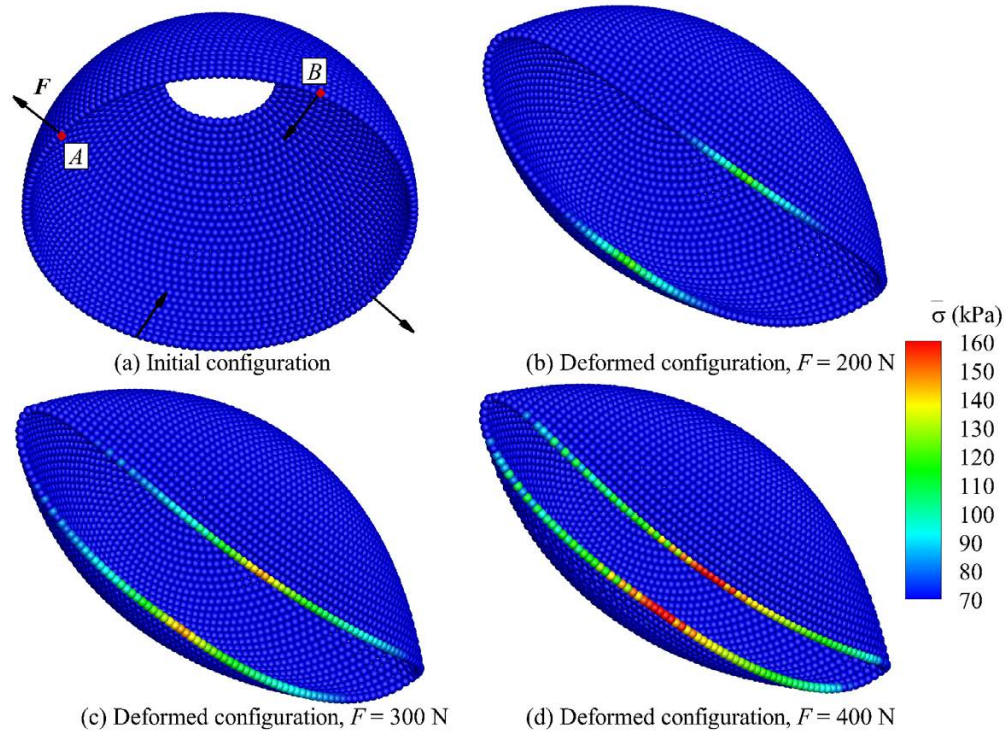 F
A
B
(a) Initial configuration
(b) Deformed configuration, F = 200 N
σ̅ (kPa)
160
150
140
130
120
110
100
90
80
70
(c) Deformed configuration, F = 300 N
(d) Deformed configuration, F = 400 N